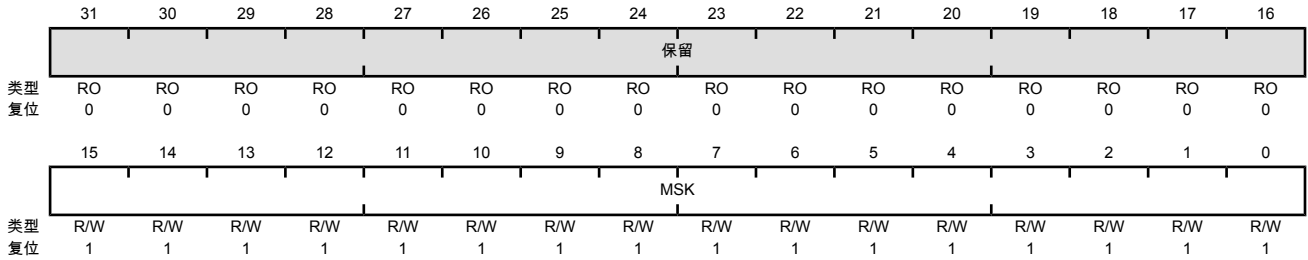 31 30 29 28 27 26 25 24 23 22 21 20 19 18 17 16
保留
类型 RO RO RO RO RO RO RO RO RO RO RO RO RO RO RO RO
复位 0 0 0 0 0 0 0 0 0 0 0 0 0 0 0 0
15 14 13 12 11 10 9 8 7 6 5 4 3 2 1 0
MSK
类型 R/W R/W R/W R/W R/W R/W R/W R/W R/W R/W R/W R/W R/W R/W R/W R/W
复位 1 1 1 1 1 1 1 1 1 1 1 1 1 1 1 1